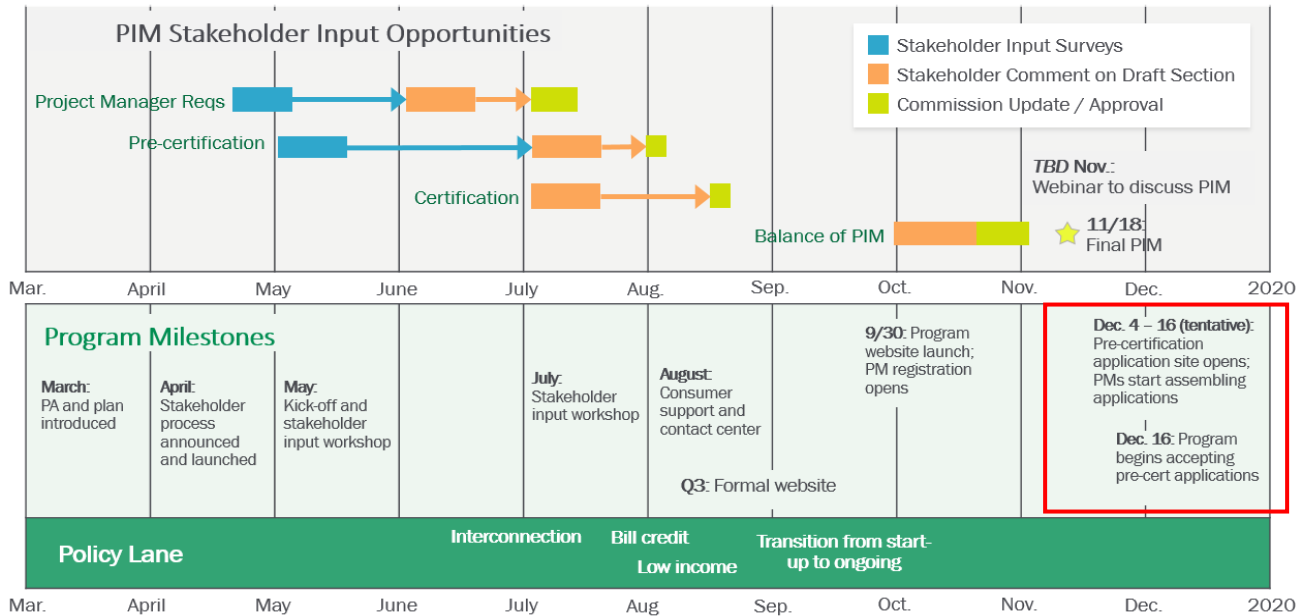 PIM Stakeholder Input Opportunities
Stakeholder Input Surveys
Stakeholder Comment on Draft Section
Commission Update / Approval
Project Manager Reqs
Pre-certification
Certification
Balance of PIM
TBD Nov.:
Webinar to discuss PIM
11/18:
Final PIM
Mar. April May June July Aug. Sep. Oct. Nov. Dec. 2020
Program Milestones
March:
PA and plan
introduced
April:
Stakeholder
process
announced
and launched
May:
Kick-off and
stakeholder
input workshop
July:
Stakeholder
input workshop
August:
Consumer
support and
contact center
Q3: Formal website
9/30: Program
website launch;
PM registration
opens
Dec. 4 – 16 (tentative):
Pre-certification
application site opens;
PMs start assembling
applications
Dec. 16: Program
begins accepting
pre-cert applications
Policy Lane
Interconnection
Bill credit
Low income
Transition from start-
up to ongoing
Mar. April May June July Aug Sep. Oct. Nov. Dec. 2020